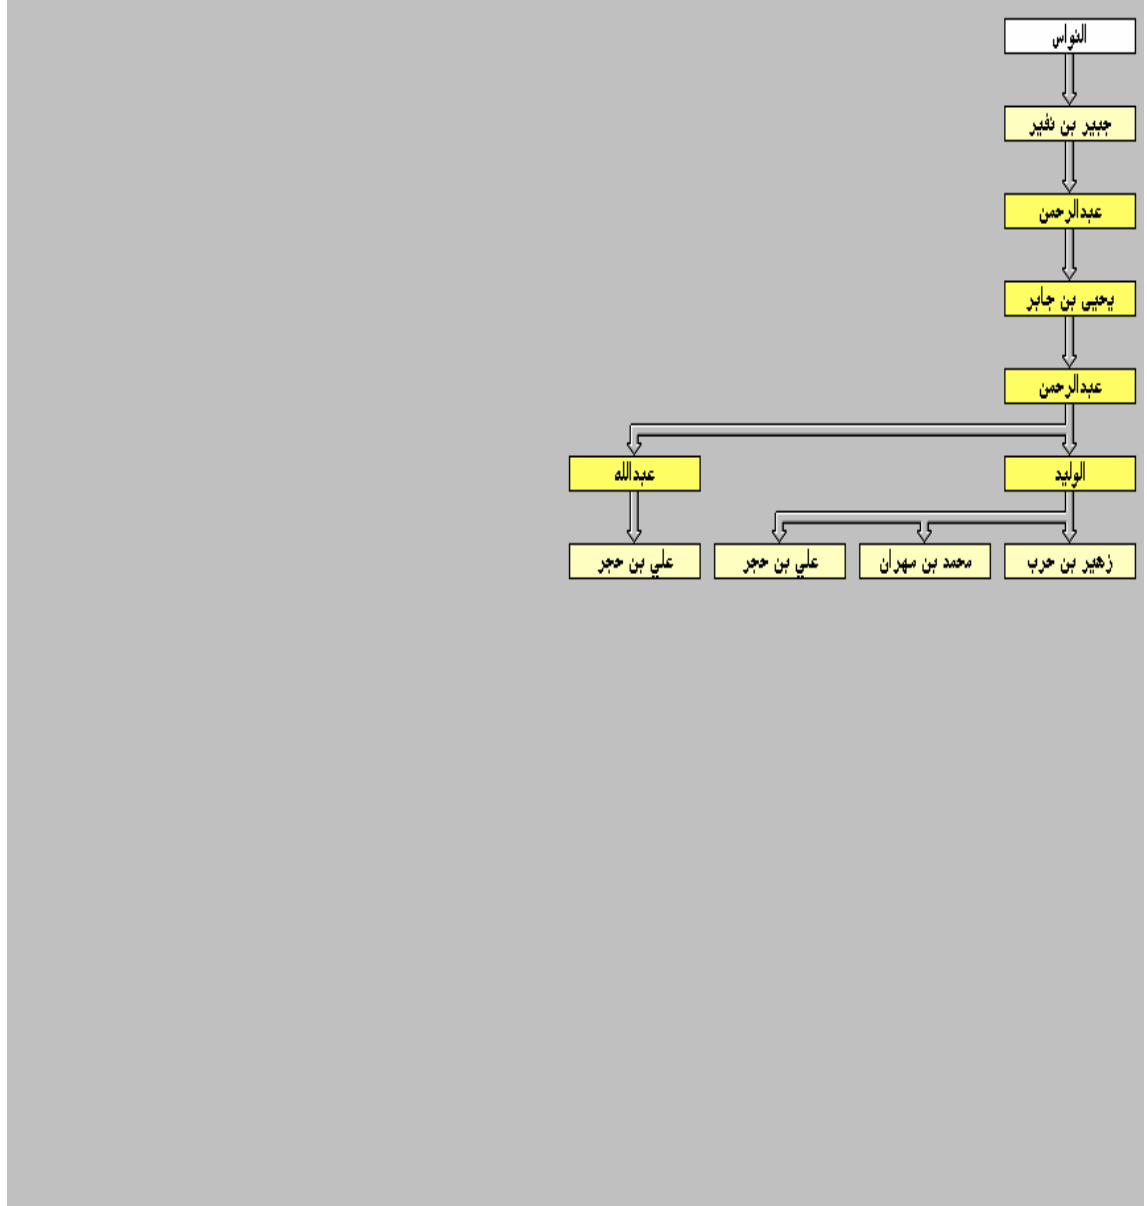 النواس
جبير بن نفير
عبدالرحمن
يحيى بن جابر
عبدالرحمن
الوليد
عبدالله
زهير بن حرب
محمد بن مهران
علي بن حجر
علي بن حجر